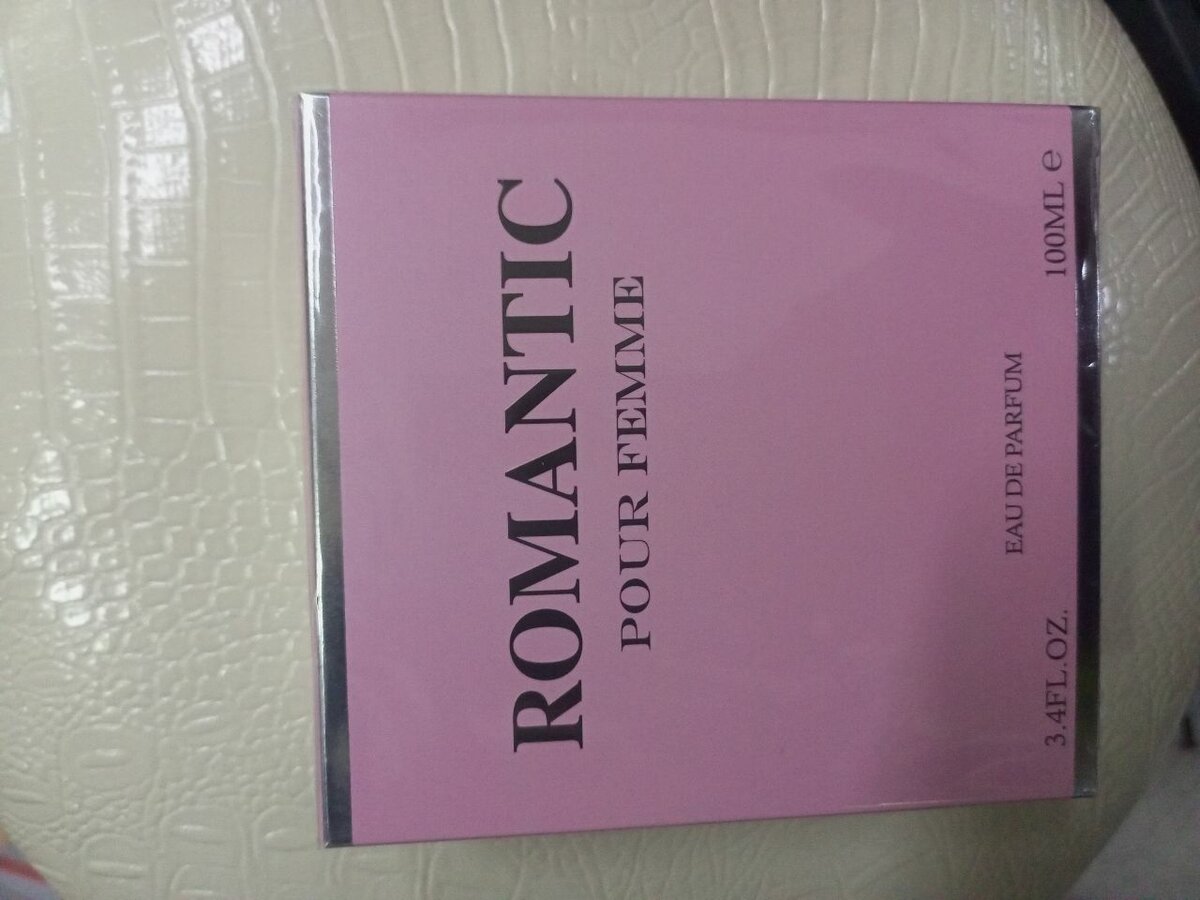 ROMANTIC
POUR FEMME
EAU DE PARFUM
3.4FL.OZ. 100ML ℮